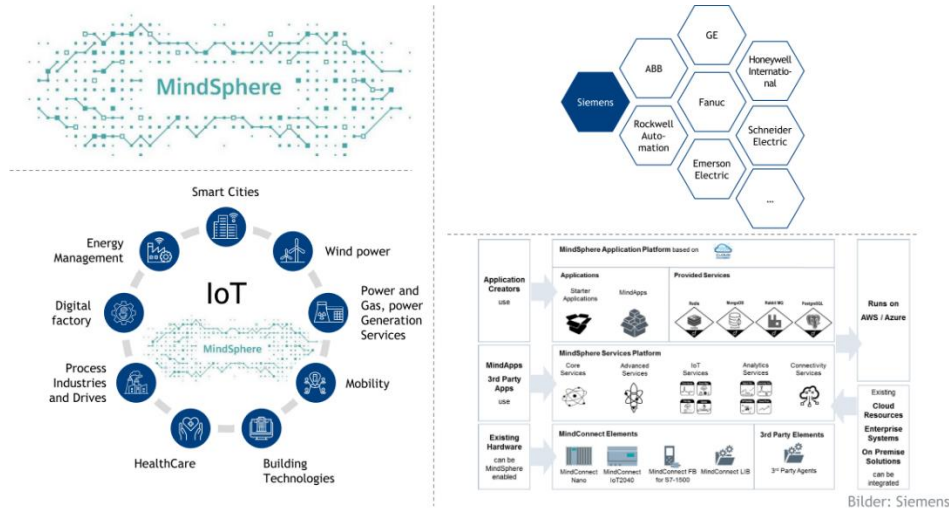 MindSphere
GE
ABB
Honeywell
Internatio-
nal
Siemens
Fanuc
Rockwell
Auto-
mation
Schneider
Electric
Emerson
Electric
...
Smart Cities
Energy
Management
Wind power
IoT
Digital
factory
Power and
Gas, power
Generation
Services
MindSphere
Process
Industries
and Drives
Mobility
HealthCare
Building
Technologies
MindSphere Application Platform based on
Application
Creators
use
Applications
Starter
Applications
MindApps
Provided Services
Redis
MongoDB
Rabbit MQ
PostgreSQL
Runs on
AWS / Azure
MindApps
3rd Party
Apps
use
MindSphere Services Platform
Core
Services
Advanced
Services
IoT
Services
Analytics
Services
Connectivity
Services
Existing
Cloud
Resources
Enterprise
Systems
On Premise
Solutions
can be
integrated
Existing
Hardware
can be
MindSphere
enabled
MindConnect Elements
MindConnect
Nano
MindConnect
IoT2040
MindConnect FB
for S7-1500
MindConnect LIB
3rd Party Elements
3rd Party Agents
Bilder: Siemens